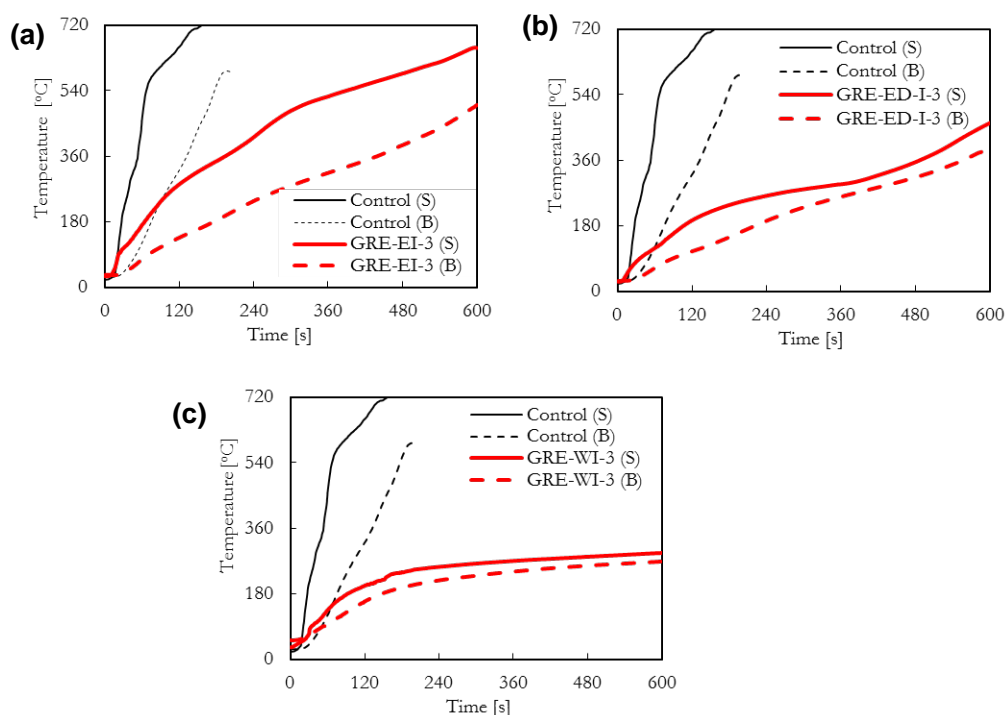 (a)
Temperature [°C]
720
540
360
180
0
Control (S)
Control (B)
GRE-EI-3 (S)
GRE-EI-3 (B)
0 120 240 360 480 600
Time [s]
(b)
Temperature [°C]
720
540
360
180
0
Control (S)
Control (B)
GRE-ED-I-3 (S)
GRE-ED-I-3 (B)
0 120 240 360 480 600
Time [s]
(c)
Temperature [°C]
720
540
360
180
0
Control (S)
Control (B)
GRE-WI-3 (S)
GRE-WI-3 (B)
0 120 240 360 480 600
Time [s]